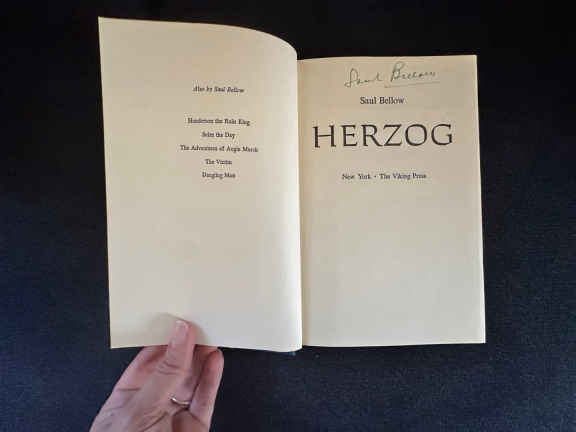 Also by Saul Bellow
Henderson the Rain King
Seize the Day
The Adventures of Augie March
The Victim
Dangling Man
Saul Bellow
Saul Bellow
HERZOG
New York · The Viking Press